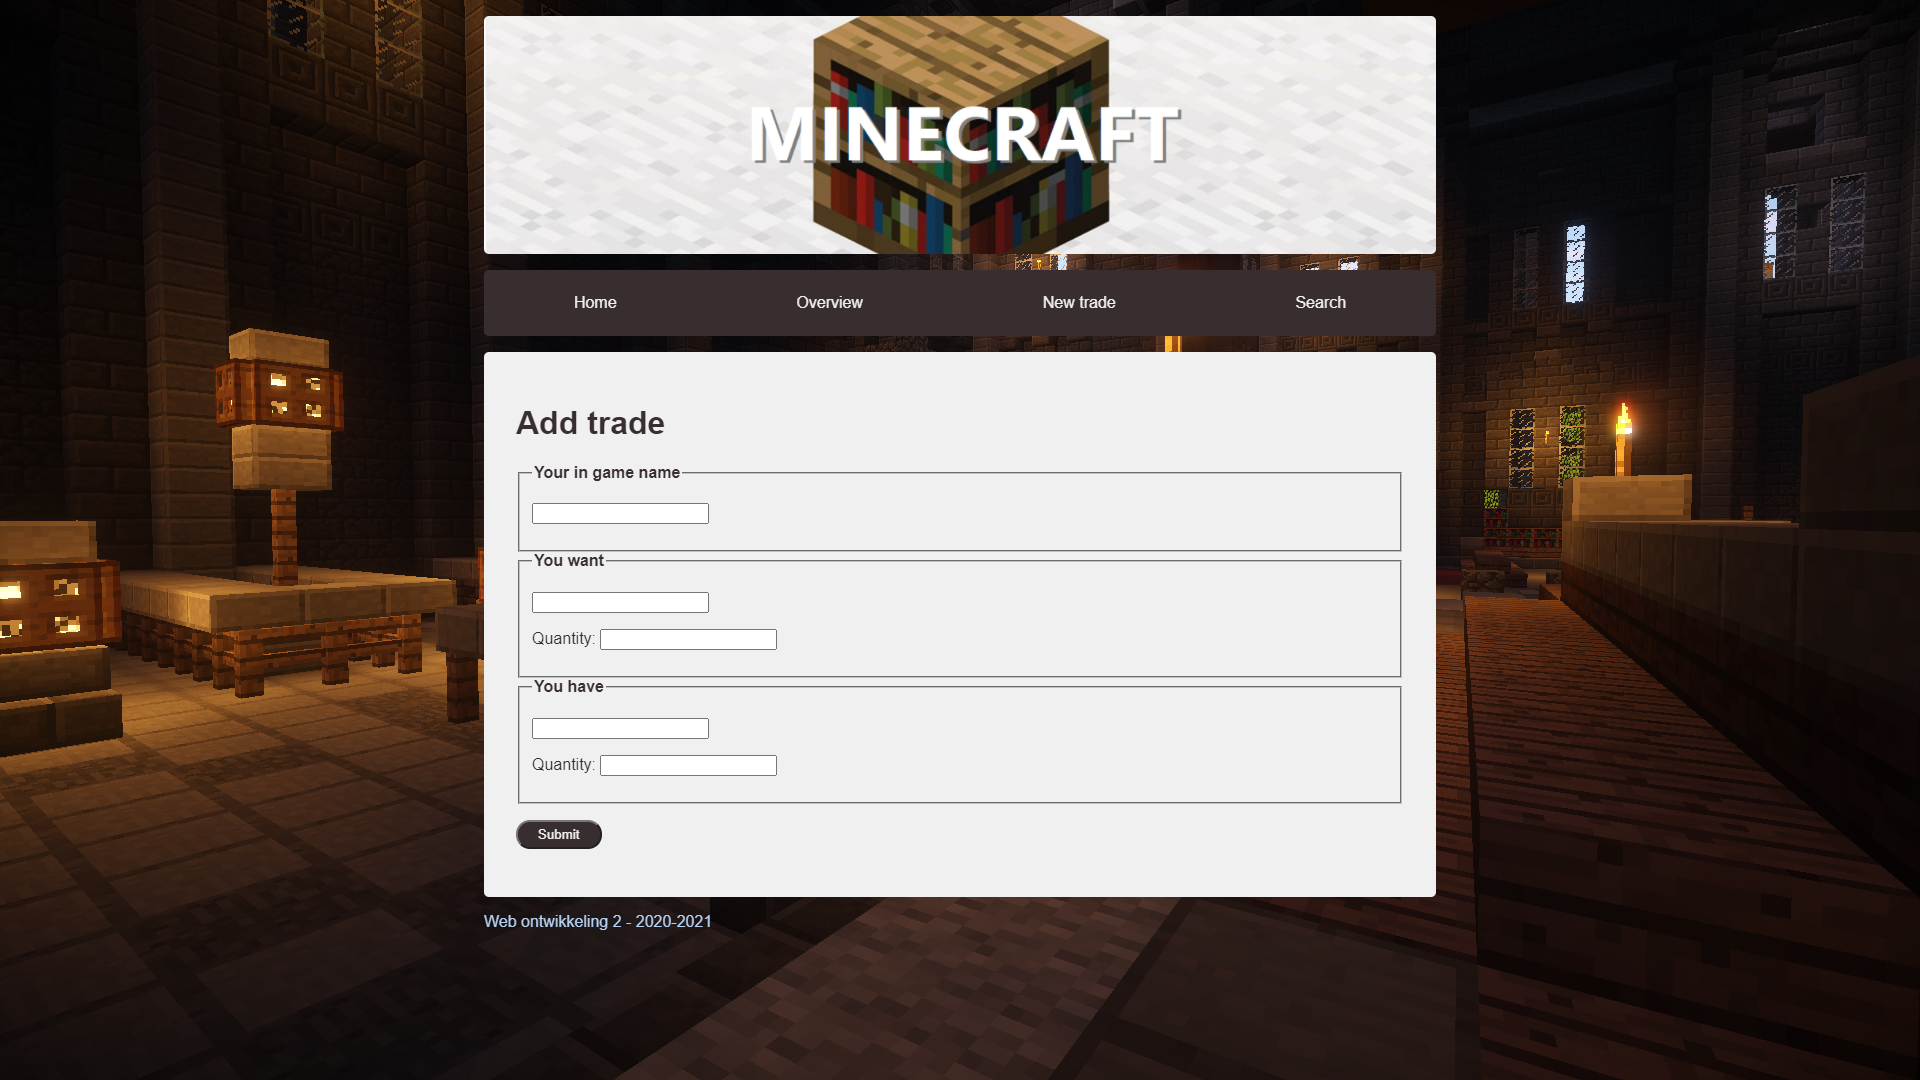 MINECRAFT
Home Overview New trade Search
Add trade
Your in game name
You want
Quantity:
You have
Quantity:
Submit
Web ontwikkeling 2 - 2020-2021